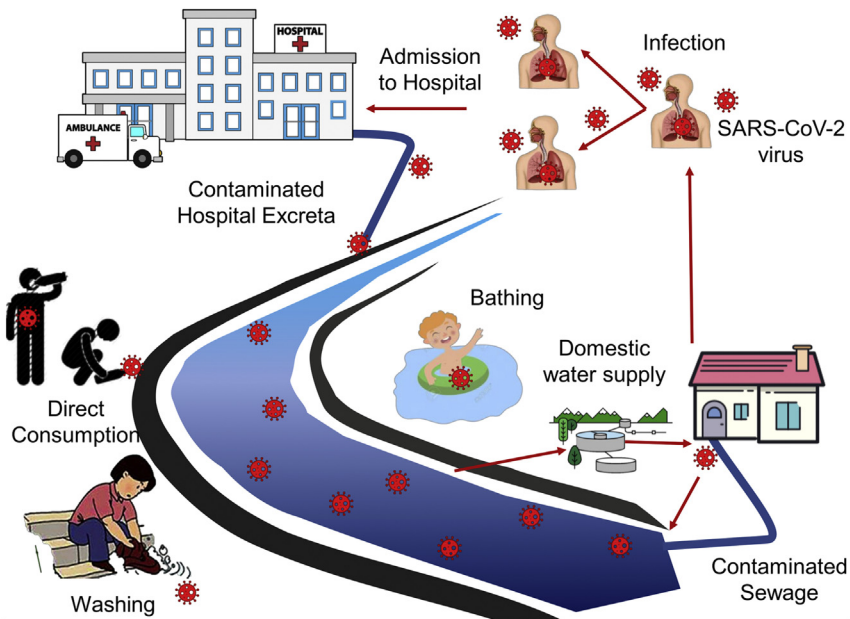 HOSPITAL
AMBULANCE
Admission
to Hospital
Infection
SARS-CoV-2
virus
Contaminated
Hospital Excreta
Bathing
Domestic
water supply
Direct
Consumption
Washing
Contaminated
Sewage